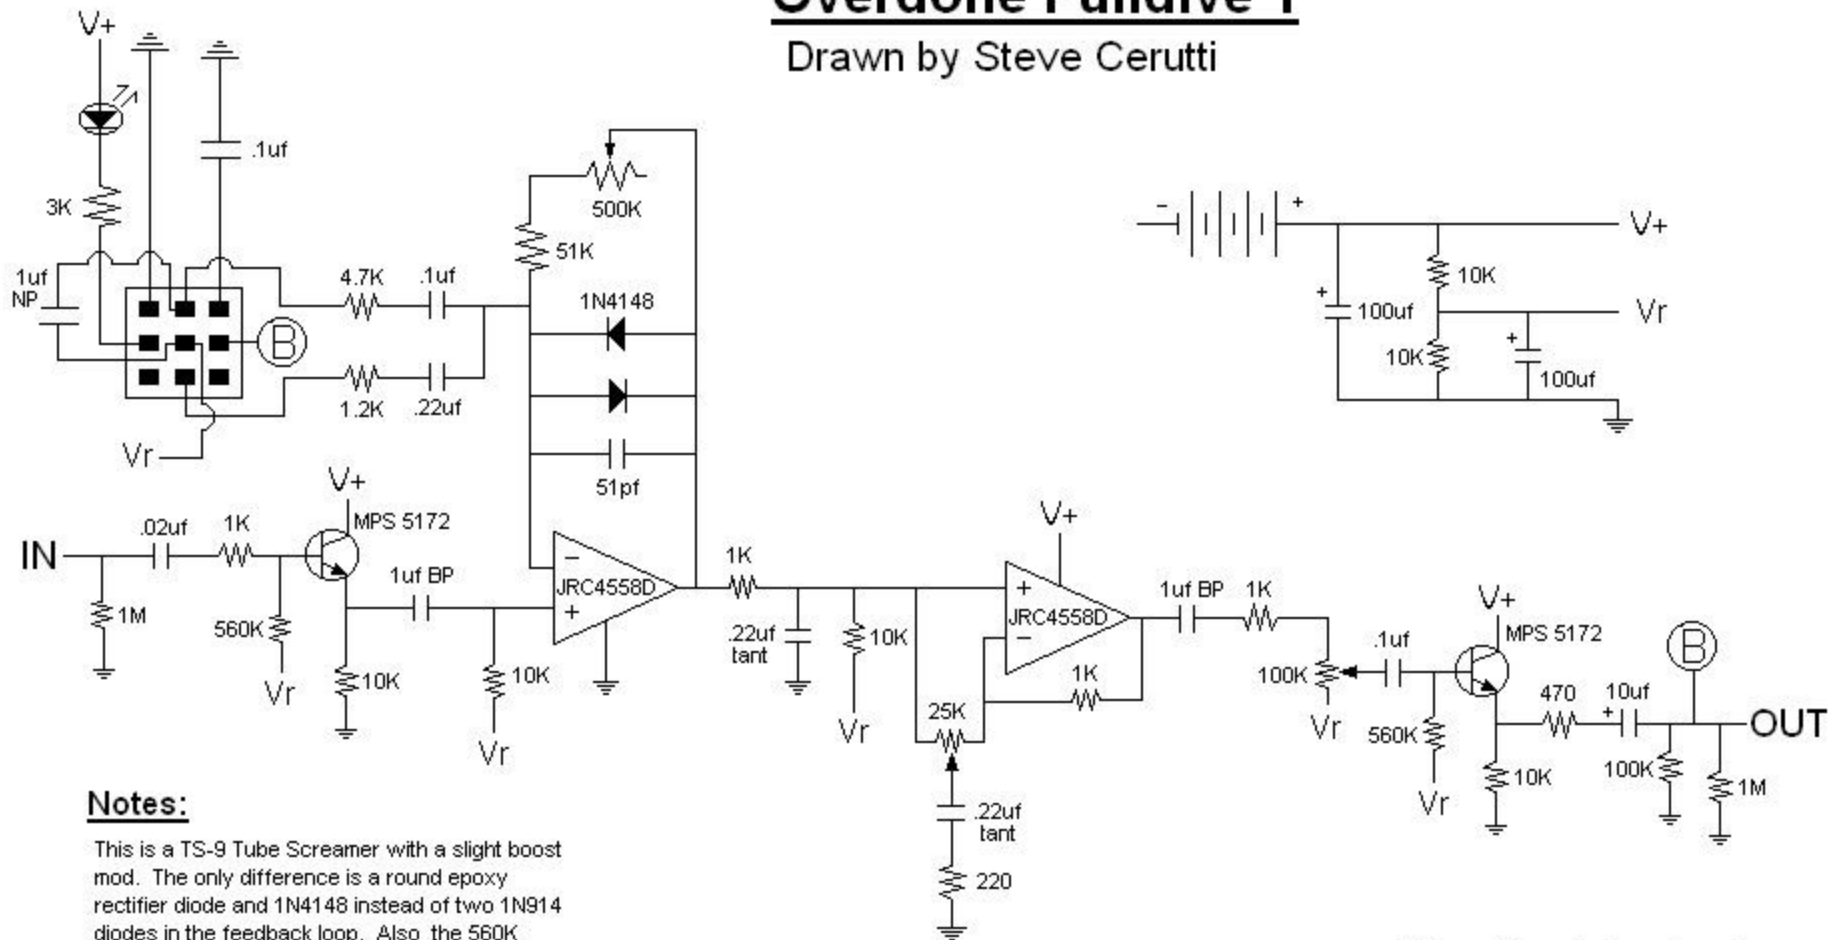 Overdone Fulldive 1
Drawn by Steve Cerutti
V+
.1uf
3K
1uf
NP
B
4.7K
.1uf
1.2K
.22uf
Vr
500K
51K
1N4148
51pf
V+
10K
Vr
100uf
10K
100uf
IN
.02uf
1K
1M
560K
Vr
V+
MPS 5172
10K
1uf BP
10K
Vr
JRC4558D
1K
.22uf
tant
10K
Vr
V+
JRC4558D
1K
25K
.22uf
tant
220
1uf BP
1K
100K
Vr
.1uf
V+
MPS 5172
560K
Vr
10K
470
10uf
B
100K
1M
OUT
Notes:
This is a TS-9 Tube Screamer with a slight boost
mod. The only difference is a round epoxy
rectifier diode and 1N4148 instead of two 1N914
diodes in the feedback loop. Also, the 560K